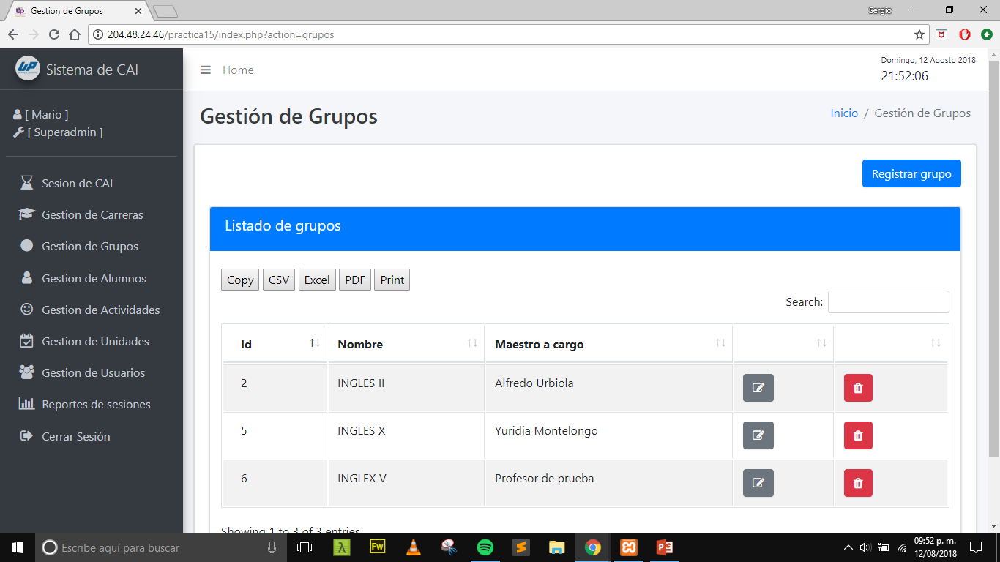 Gestion de Grupos
Sergio
204.48.24.46/practica15/index.php?action=grupos
UP
Sistema de CAI
Home
Domingo, 12 Agosto 2018
21:52:06
[ Mario ]
[ Superadmin ]
Gestión de Grupos
Inicio / Gestión de Grupos
Sesion de CAI
Gestion de Carreras
Gestion de Grupos
Gestion de Alumnos
Gestion de Actividades
Gestion de Unidades
Gestion de Usuarios
Reportes de sesiones
Cerrar Sesión
Registrar grupo
Listado de grupos
Copy CSV Excel PDF Print
Search:
Id Nombre Maestro a cargo
2 INGLES II Alfredo Urbiola
5 INGLES X Yuridia Montelongo
6 INGLEX V Profesor de prueba
Showing 1 to 3 of 3 entries
Escribe aquí para buscar
λ
Fw
09:52 p. m.
12/08/2018